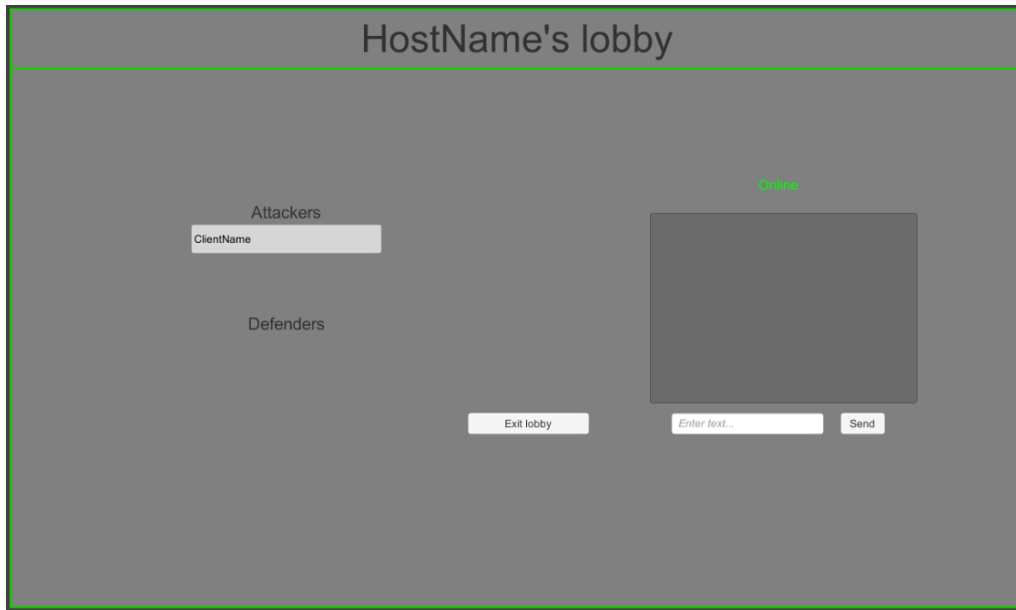 HostName's lobby
Online
Attackers
ClientName
Defenders
Exit lobby
Enter text...
Send